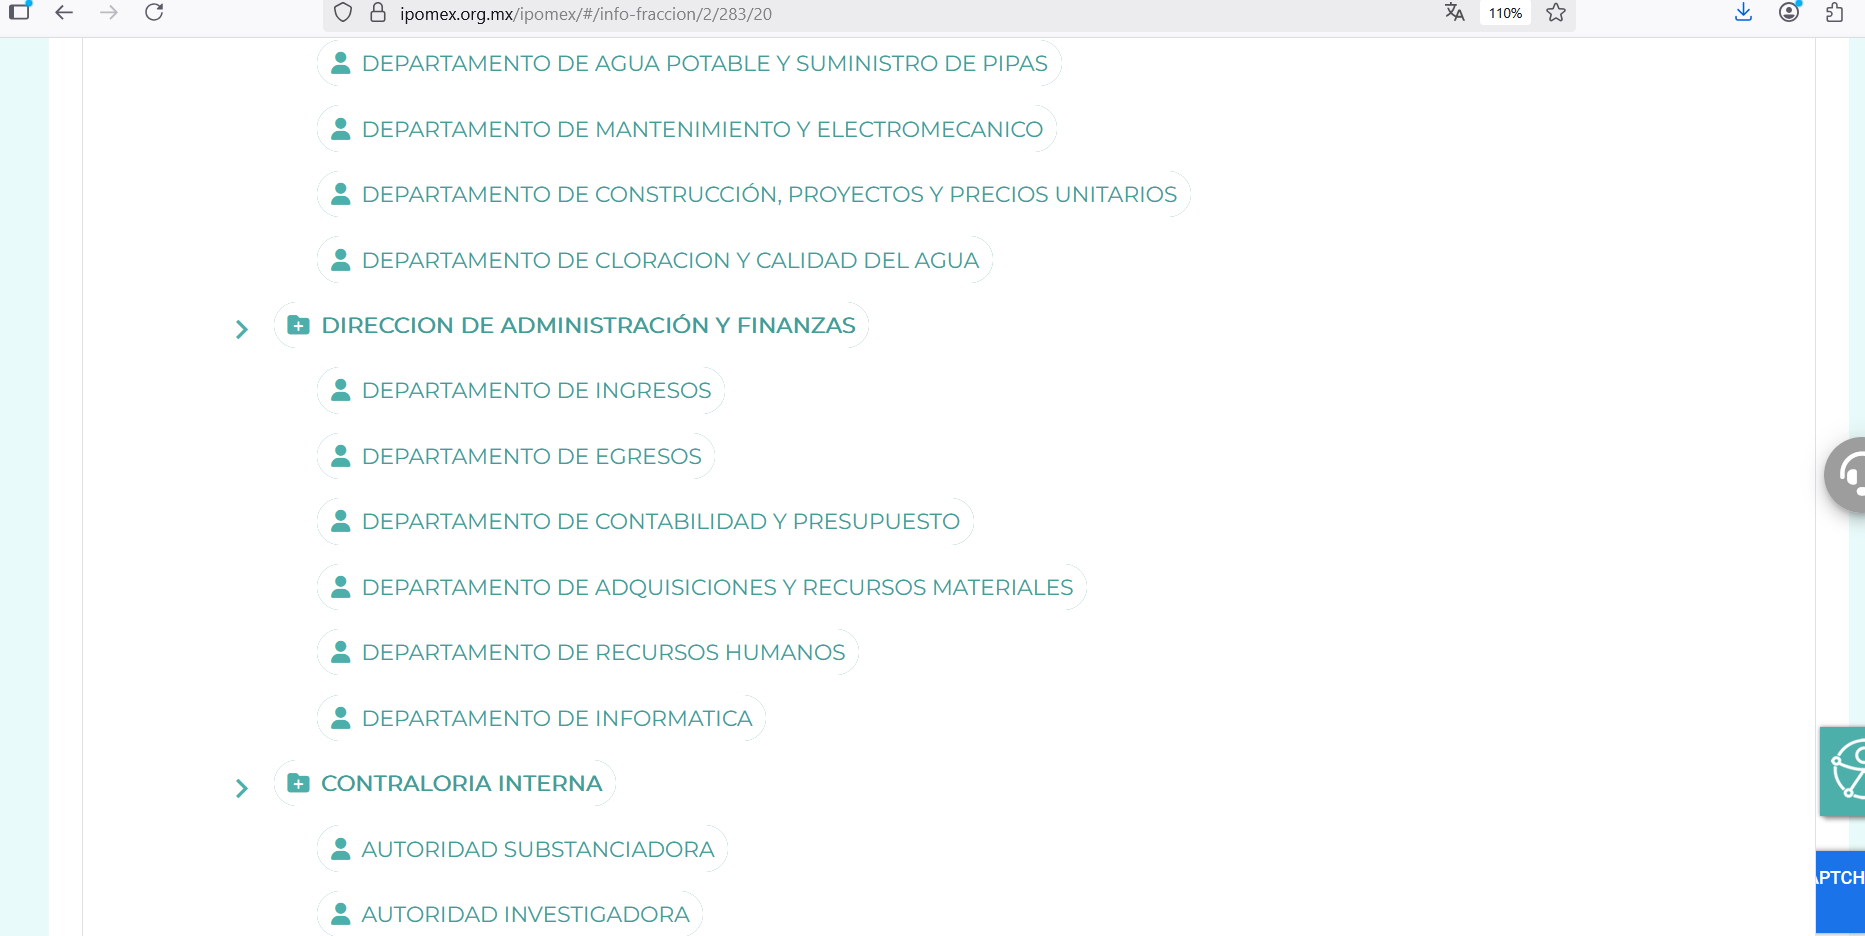 ipomex.org.mx/ipomex/#/info-fraccion/2/283/20
110%
DEPARTAMENTO DE AGUA POTABLE Y SUMINISTRO DE PIPAS
DEPARTAMENTO DE MANTENIMIENTO Y ELECTROMECANICO
DEPARTAMENTO DE CONSTRUCCIÓN, PROYECTOS Y PRECIOS UNITARIOS
DEPARTAMENTO DE CLORACION Y CALIDAD DEL AGUA
DIRECCION DE ADMINISTRACIÓN Y FINANZAS
DEPARTAMENTO DE INGRESOS
DEPARTAMENTO DE EGRESOS
DEPARTAMENTO DE CONTABILIDAD Y PRESUPUESTO
DEPARTAMENTO DE ADQUISICIONES Y RECURSOS MATERIALES
DEPARTAMENTO DE RECURSOS HUMANOS
DEPARTAMENTO DE INFORMATICA
CONTRALORIA INTERNA
AUTORIDAD SUBSTANCIADORA
APTCH
AUTORIDAD INVESTIGADORA